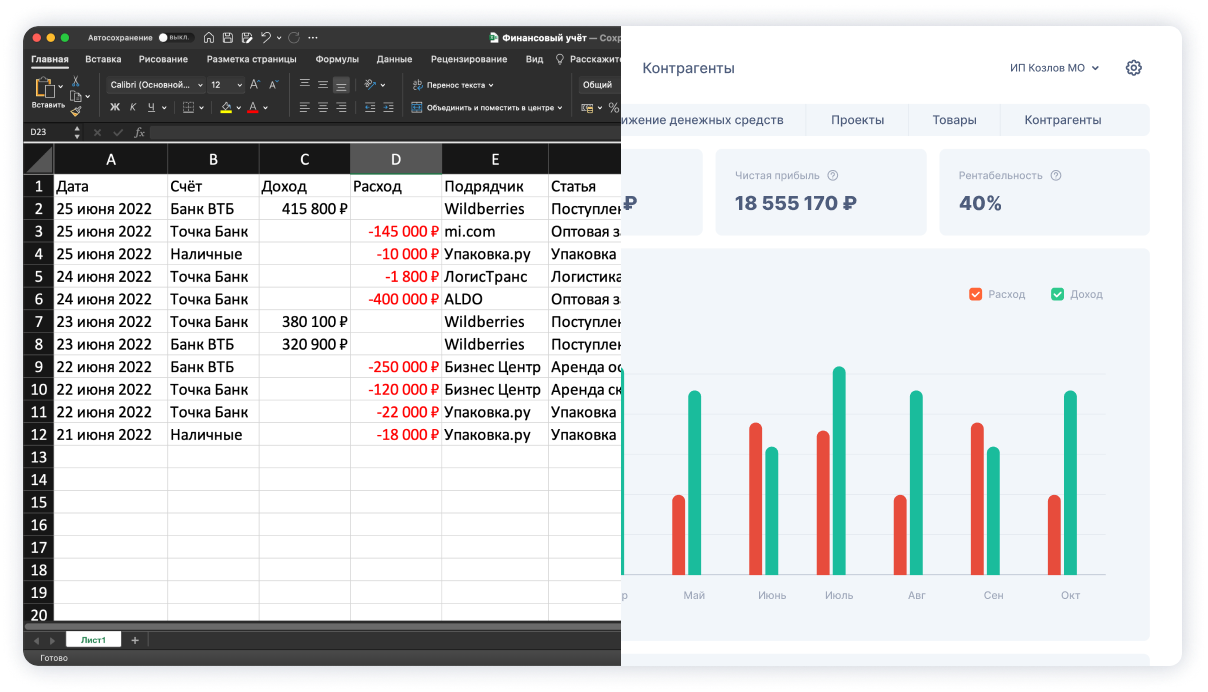 Автосохранение ВЫКЛ. Финансовый учёт — Сохр
Главная Вставка Рисование Разметка страницы Формулы Данные Рецензирование Вид Расскажит
Вставить
Calibri (Основной... 12 A A Перенос текста Общий
Ж К Ч А Объединить и поместить в центре %
D23 fx
A B C D E
1 Дата Счёт Доход Расход Подрядчик Статья
2 25 июня 2022 Банк ВТБ 415 800 ₽ Wildberries Поступлен
3 25 июня 2022 Точка Банк -145 000 ₽ mi.com Оптовая за
4 25 июня 2022 Наличные -10 000 ₽ Упаковка.ру Упаковка
5 24 июня 2022 Точка Банк -1 800 ₽ ЛогисТранс Логистика
6 24 июня 2022 Точка Банк -400 000 ₽ ALDO Оптовая за
7 23 июня 2022 Точка Банк 380 100 ₽ Wildberries Поступлен
8 23 июня 2022 Банк ВТБ 320 900 ₽ Wildberries Поступлен
9 22 июня 2022 Банк ВТБ -250 000 ₽ Бизнес Центр Аренда оф
10 22 июня 2022 Точка Банк -120 000 ₽ Бизнес Центр Аренда ск
11 22 июня 2022 Точка Банк -22 000 ₽ Упаковка.ру Упаковка
12 21 июня 2022 Наличные -18 000 ₽ Упаковка.ру Упаковка
13
14
15
16
17
18
19
20
Лист1 +
Готово
Контрагенты ИП Козлов МО
ижение денежных средств Проекты Товары Контрагенты
Чистая прибыль ? Рентабельность ?
₽ 18 555 170 ₽ 40%
Расход Доход
р Май Июнь Июль Авг Сен Окт